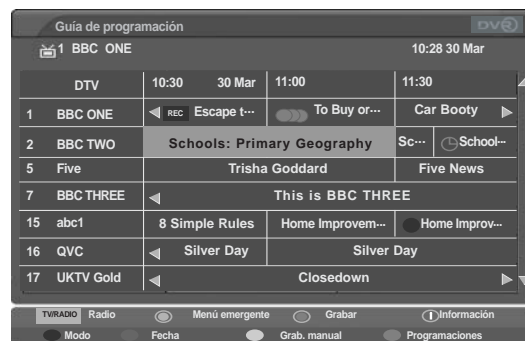 Guía de programación DVR
1 BBC ONE 10:28 30 Mar
DTV 10:30 30 Mar 11:00 11:30
1 BBC ONE REC Escape t... To Buy or... Car Booty
2 BBC TWO Schools: Primary Geography Sc... School...
5 Five Trisha Goddard Five News
7 BBC THREE This is BBC THREE
15 abc1 8 Simple Rules Home Improvem... Home Improv...
16 QVC Silver Day Silver Day
17 UKTV Gold Closedown
TV/RADIO Radio Menú emergente Grabar Información
Modo Fecha Grab. manual Programaciones